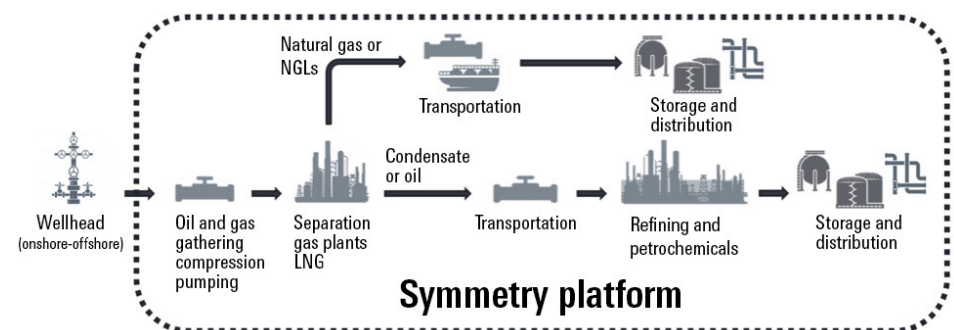 Natural gas or
NGLs
Transportation
Storage and
distribution
Condensate
or oil
Wellhead
(onshore-offshore)
Oil and gas
gathering
compression
pumping
Separation
gas plants
LNG
Transportation
Refining and
petrochemicals
Storage and
distribution
Symmetry platform